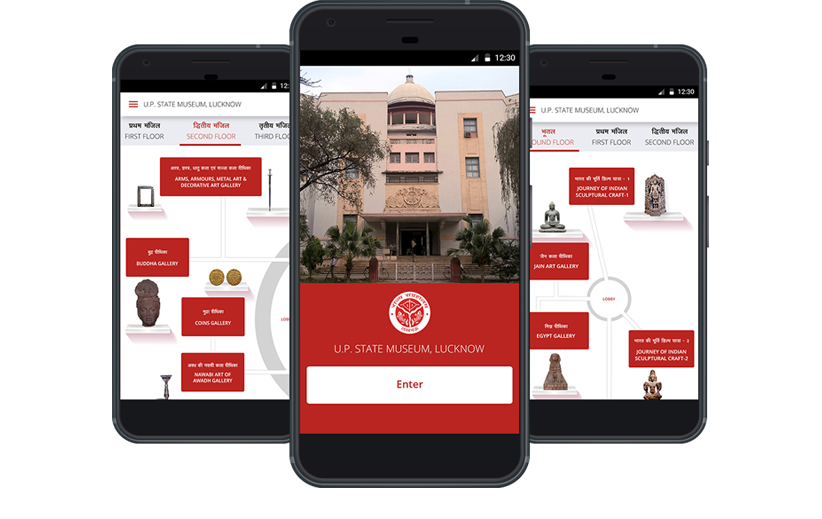 12:
U.P. STATE MUSEUM, LUCKNOW
प्रथम मंजिल
FIRST FLOOR
द्वितीय मंजिल
SECOND FLOOR
तृतीय मंजि
THIRD FLOO
अस्त्र, शस्त्र, धातु कला एवं सज्जा कला वीथिका
ARMS, ARMOURS, METAL ART &
DECORATIVE ART GALLERY
बुद्ध वीथिका
BUDDHA GALLERY
मुद्रा वीथिका
COINS GALLERY
अवध की नवाबी कला वीथिका
NAWABI ART OF
AWADH GALLERY
LOB
12:30
U.P. STATE MUSEUM, LUCKNOW
Enter
12:30
U.P. STATE MUSEUM, LUCKNOW
भूतल
OUND FLOOR
प्रथम मंजिल
FIRST FLOOR
द्वितीय मंजिल
SECOND FLOOR
भारत की मूर्ति शिल्प यात्रा - १
JOURNEY OF INDIAN
SCULPTURAL CRAFT-1
जैन कला वीथिका
JAIN ART GALLERY
LOBBY
मिस्र वीथिका
EGYPT GALLERY
भारत की मूर्ति शिल्प यात्रा - २
JOURNEY OF INDIAN
SCULPTURAL CRAFT-2